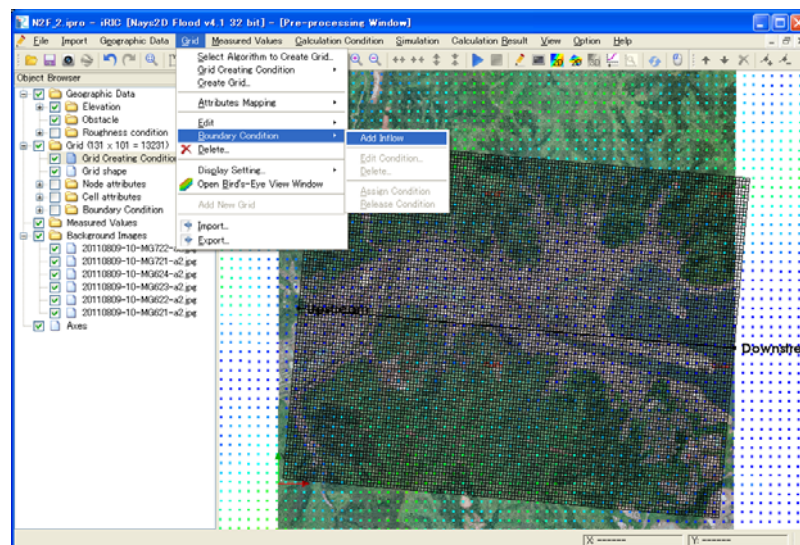 N2F_2.ipro - iRIC [Nays2D Flood v4.1 32 bit] - [Pre-processing Window]
File Import Geographic Data Grid Measured Values Calculation Condition Simulation Calculation Result View Option Help
Object Browser
Geographic Data
Elevation
Obstacle
Roughness condition
Grid (131 x 101 = 13231)
Grid Creating Condition
Grid shape
Node attributes
Cell attributes
Boundary Condition
Measured Values
Background Images
20110809-10-MG722-a2.jpg
20110809-10-MG721-a2.jpg
20110809-10-MG624-a2.jpg
20110809-10-MG623-a2.jpg
20110809-10-MG622-a2.jpg
20110809-10-MG621-a2.jpg
Axes
Select Algorithm to Create Grid...
Grid Creating Condition
Create Grid...
Attributes Mapping
Edit
Boundary Condition
Delete...
Display Setting...
Open Bird's-Eye View Window
Add New Grid
Import...
Export...
Add Inflow
Edit Condition...
Delete...
Assign Condition
Release Condition
Upstream
Downstre
X: ------
Y: ------